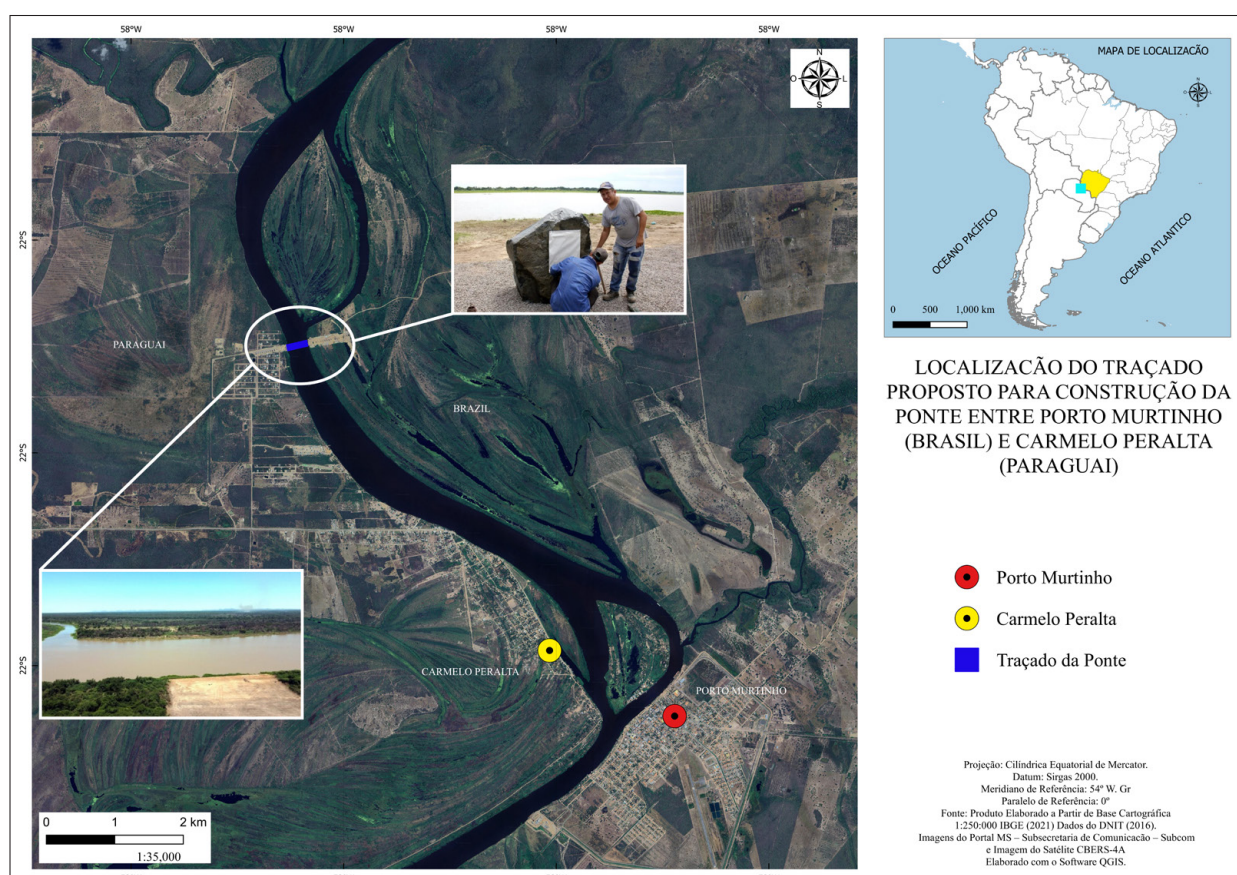 58°W 58°W 58°W 58°W
N
O L
S
22°S
22°S
22°S
PARAGUAI
BRAZIL
CARMELO PERALTA
PORTO MURTINHO
0 1 2 km
1:35,000
MAPA DE LOCALIZAÇÃO
N
S
OCEANO PACÍFICO
OCEANO ATLANTICO
0 500 1,000 km
LOCALIZACÃO DO TRAÇADO
PROPOSTO PARA CONSTRUÇÃO DA
PONTE ENTRE PORTO MURTINHO
(BRASIL) E CARMELO PERALTA
(PARAGUAI)
Porto Murtinho
Carmelo Peralta
Traçado da Ponte
Projeção: Cilíndrica Equatorial de Mercator.
Datum: Sirgas 2000.
Meridiano de Referência: 54º W. Gr
Paralelo de Referência: 0º
Fonte: Produto Elaborado a Partir de Base Cartográfica
1:250:000 IBGE (2021) Dados do DNIT (2016).
Imagens do Portal MS – Subsecretaria de Comunicacão – Subcom
e Imagem do Satélite CBERS-4A
Elaborado com o Software QGIS.